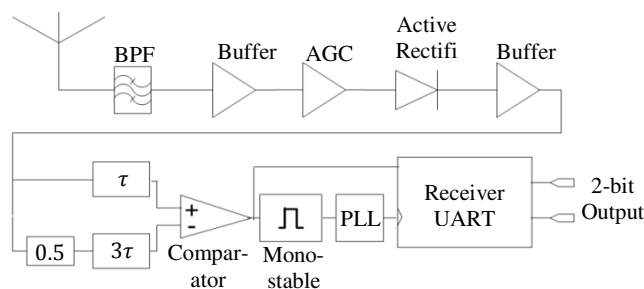 BPF
Buffer
AGC
Active
Rectifi
Buffer
τ
+
-
0.5
3τ
Compar-
ator
Mono-
stable
PLL
Receiver
UART
2-bit
Output